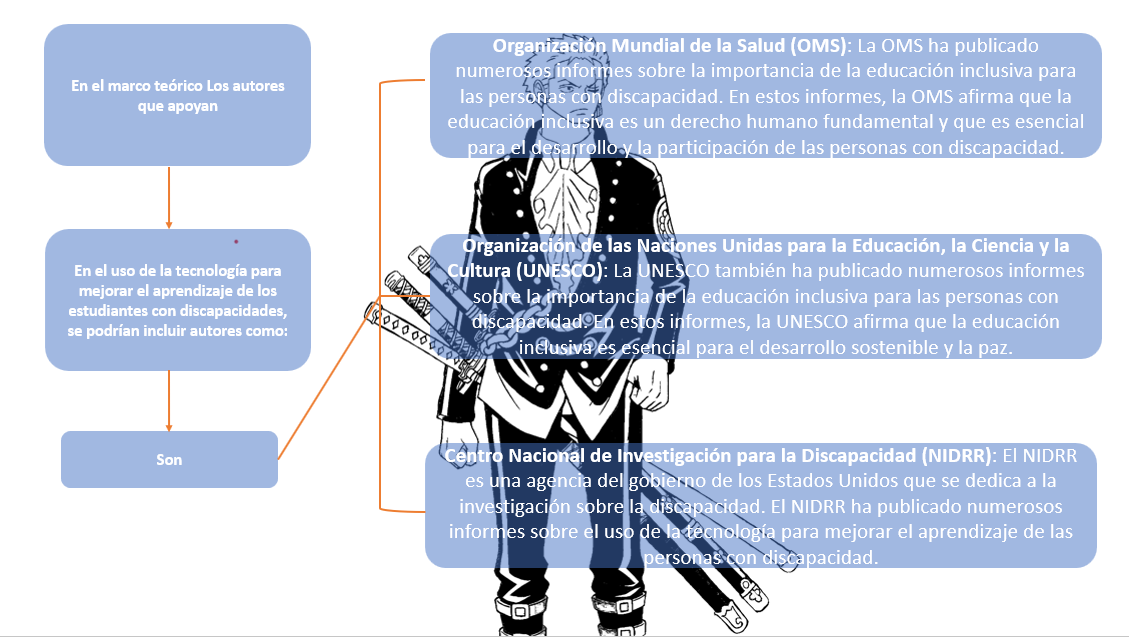 En el marco teórico Los autores
que apoyan
En el uso de la tecnología para
mejorar el aprendizaje de los
estudiantes con discapacidades,
se podrían incluir autores como:
Son
Organización Mundial de la Salud (OMS): La OMS ha publicado
numerosos informes sobre la importancia de la educación inclusiva para
las personas con discapacidad. En estos informes, la OMS afirma que la
educación inclusiva es un derecho humano fundamental y que es esencial
para el desarrollo y la participación de las personas con discapacidad.
Organización de las Naciones Unidas para la Educación, la Ciencia y la
Cultura (UNESCO): La UNESCO también ha publicado numerosos informes
sobre la importancia de la educación inclusiva para las personas con
discapacidad. En estos informes, la UNESCO afirma que la educación
inclusiva es esencial para el desarrollo sostenible y la paz.
Centro Nacional de Investigación para la Discapacidad (NIDRR): El NIDRR
es una agencia del gobierno de los Estados Unidos que se dedica a la
investigación sobre la discapacidad. El NIDRR ha publicado numerosos
informes sobre el uso de la tecnología para mejorar el aprendizaje de las
personas con discapacidad.